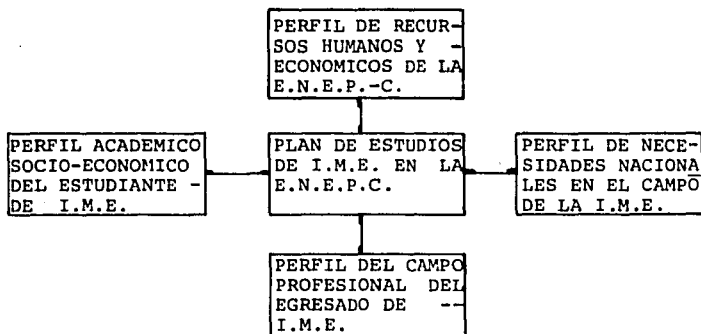 PERFIL DE RECUR-
SOS HUMANOS Y -
ECONOMICOS DE LA
E.N.E.P.-C.
PERFIL ACADEMICO
SOCIO-ECONOMICO
DEL ESTUDIANTE -
DE I.M.E.
PLAN DE ESTUDIOS
DE I.M.E. EN LA
E.N.E.P.C.
PERFIL DE NECE-
SIDADES NACIONA
LES EN EL CAMPO
DE LA I.M.E.
PERFIL DEL CAMPO
PROFESIONAL DEL
EGRESADO DE --
I.M.E.